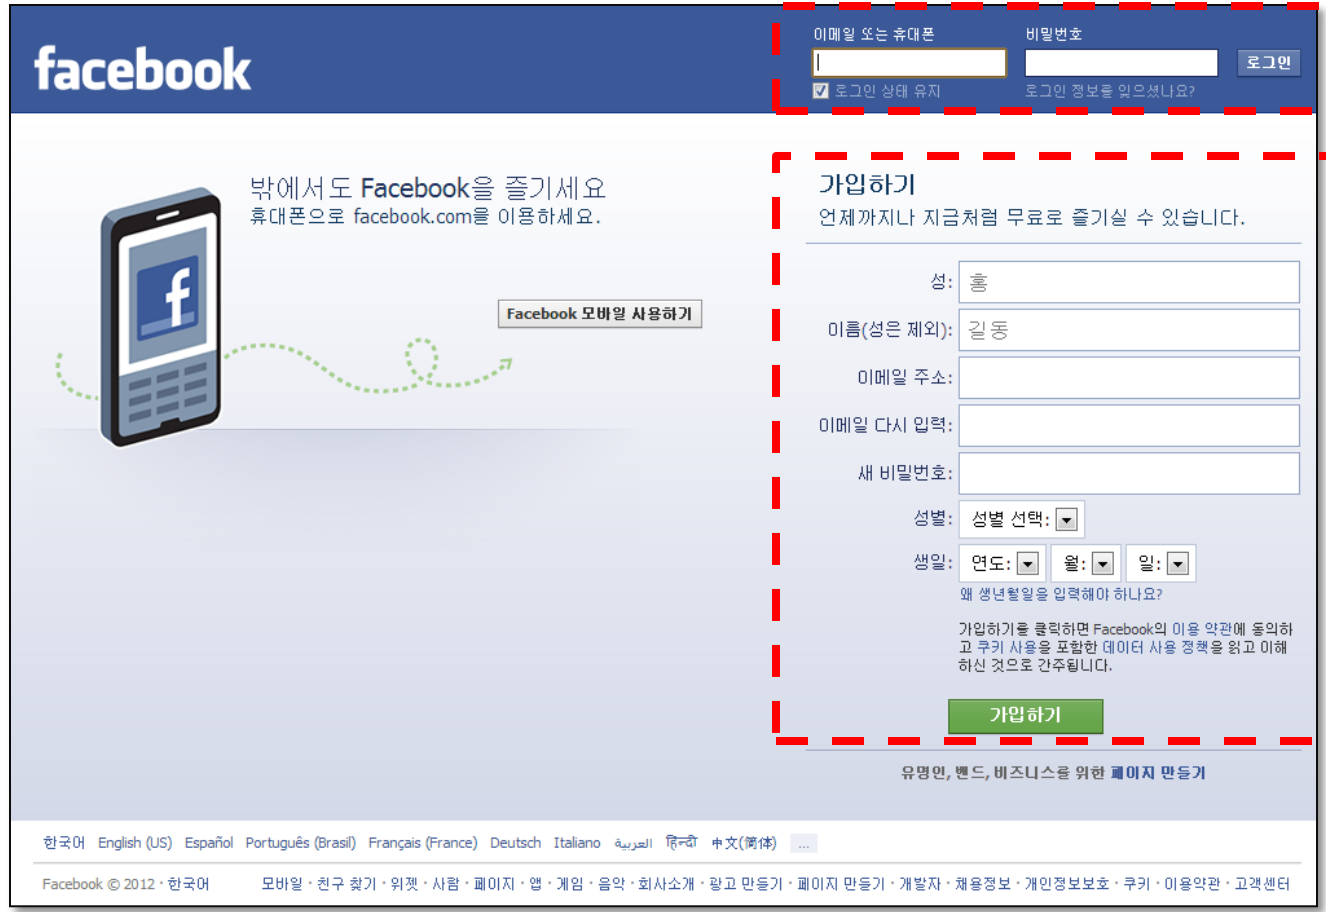 facebook
이메일 또는 휴대폰
비밀번호
로그인
로그인 상태 유지
로그인 정보를 잊으셨나요?
밖에서도 Facebook을 즐기세요
휴대폰으로 facebook.com을 이용하세요.
f
Facebook 모바일 사용하기
가입하기
언제까지나 지금처럼 무료로 즐기실 수 있습니다.
성: 홍
이름(성은 제외): 길동
이메일 주소:
이메일 다시 입력:
새 비밀번호:
성별: 성별 선택:
생일: 연도: 월: 일:
왜 생년월일을 입력해야 하나요?
가입하기를 클릭하면 Facebook의 이용 약관에 동의하
고 쿠키 사용을 포함한 데이터 사용 정책을 읽고 이해
하신 것으로 간주됩니다.
가입하기
유명인, 밴드, 비즈니스를 위한 페이지 만들기
한국어 English (US) Español Português (Brasil) Français (France) Deutsch Italiano العربية हिन्दी 中文(简体) ...
Facebook © 2012 · 한국어
모바일 · 친구 찾기 · 위젯 · 사람 · 페이지 · 앱 · 게임 · 음악 · 회사소개 · 광고 만들기 · 페이지 만들기 · 개발자 · 채용정보 · 개인정보보호 · 쿠키 · 이용약관 · 고객센터